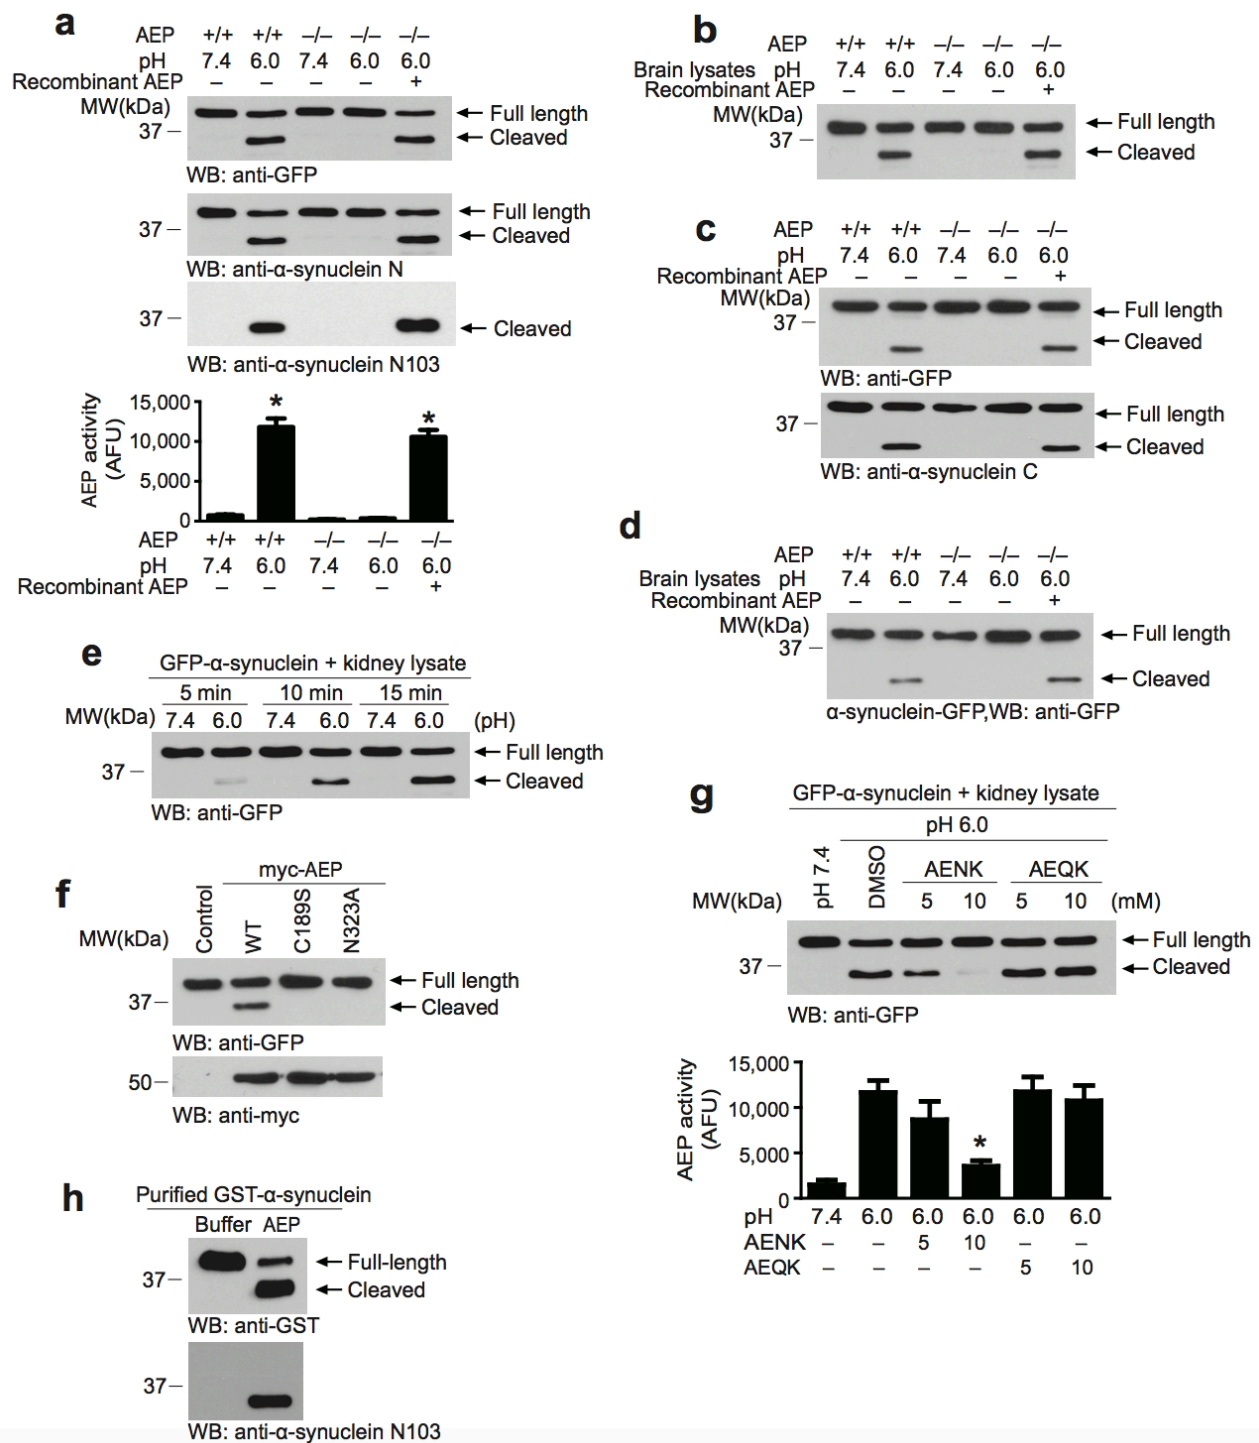 a
AEP +/+ +/+ –/– –/– –/–
pH 7.4 6.0 7.4 6.0 6.0
Recombinant AEP – – – – +
MW(kDa)
37
Full length
Cleaved
WB: anti-GFP
37
Full length
Cleaved
WB: anti-α-synuclein N
37
Cleaved
WB: anti-α-synuclein N103
AEP activity
(AFU)
15,000
10,000
5,000
0
* *
AEP +/+ +/+ –/– –/– –/–
pH 7.4 6.0 7.4 6.0 6.0
Recombinant AEP – – – – +
b
AEP +/+ +/+ –/– –/– –/–
Brain lysates pH 7.4 6.0 7.4 6.0 6.0
Recombinant AEP – – – – +
MW(kDa)
37
Full length
Cleaved
c
AEP +/+ +/+ –/– –/– –/–
pH 7.4 6.0 7.4 6.0 6.0
Recombinant AEP – – – – +
MW(kDa)
37
Full length
Cleaved
WB: anti-GFP
37
Full length
Cleaved
WB: anti-α-synuclein C
d
AEP +/+ +/+ –/– –/– –/–
Brain lysates pH 7.4 6.0 7.4 6.0 6.0
Recombinant AEP – – – – +
MW(kDa)
37
Full length
Cleaved
α-synuclein-GFP,WB: anti-GFP
e
GFP-α-synuclein + kidney lysate
5 min 10 min 15 min
MW(kDa) 7.4 6.0 7.4 6.0 7.4 6.0 (pH)
37
Full length
Cleaved
WB: anti-GFP
f
myc-AEP
Control WT C189S N323A
MW(kDa)
37
Full length
Cleaved
WB: anti-GFP
50
WB: anti-myc
g
GFP-α-synuclein + kidney lysate
pH 6.0
pH 7.4 DMSO AENK AEQK
MW(kDa) 5 10 5 10 (mM)
37
Full length
Cleaved
WB: anti-GFP
AEP activity
(AFU)
15,000
10,000
5,000
0
*
pH 7.4 6.0 6.0 6.0 6.0 6.0
AENK – – 5 10 – –
AEQK – – – – 5 10
h
Purified GST-α-synuclein
Buffer AEP
37
Full-length
Cleaved
WB: anti-GST
37
WB: anti-α-synuclein N103